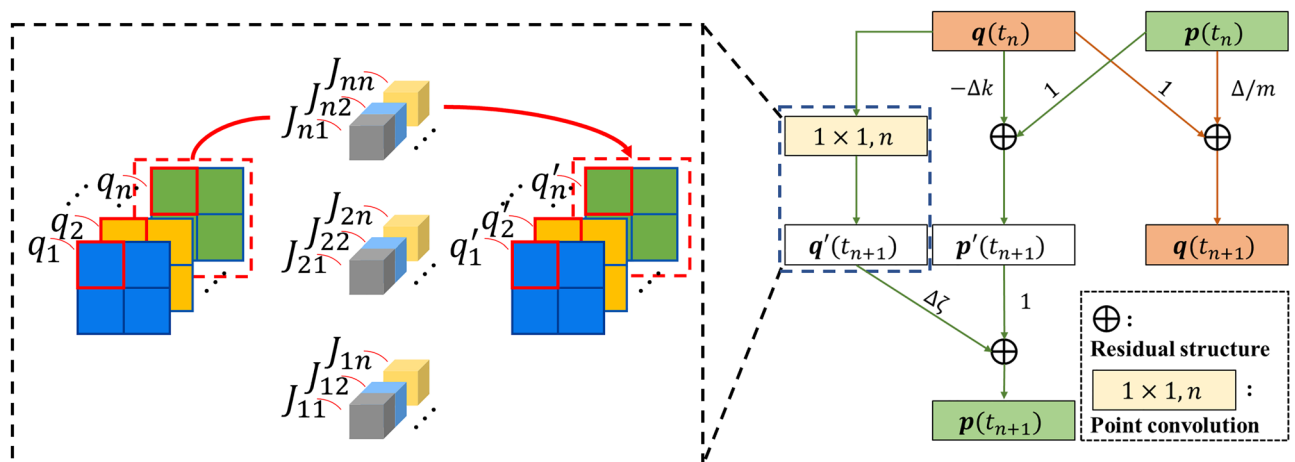 J_{nn}
J_{n2}
J_{n1}
q_n
q_2
q_1
J_{2n}
J_{22}
J_{21}
q'_n
q'_2
q'_1
J_{1n}
J_{12}
J_{11}
q(t_n)
p(t_n)
−Δk
1
1
Δ/m
1 × 1, n
q′(t_{n+1})
p′(t_{n+1})
q(t_{n+1})
Δζ
1
p(t_{n+1})
⊕ :
Residual structure
1 × 1, n :
Point convolution